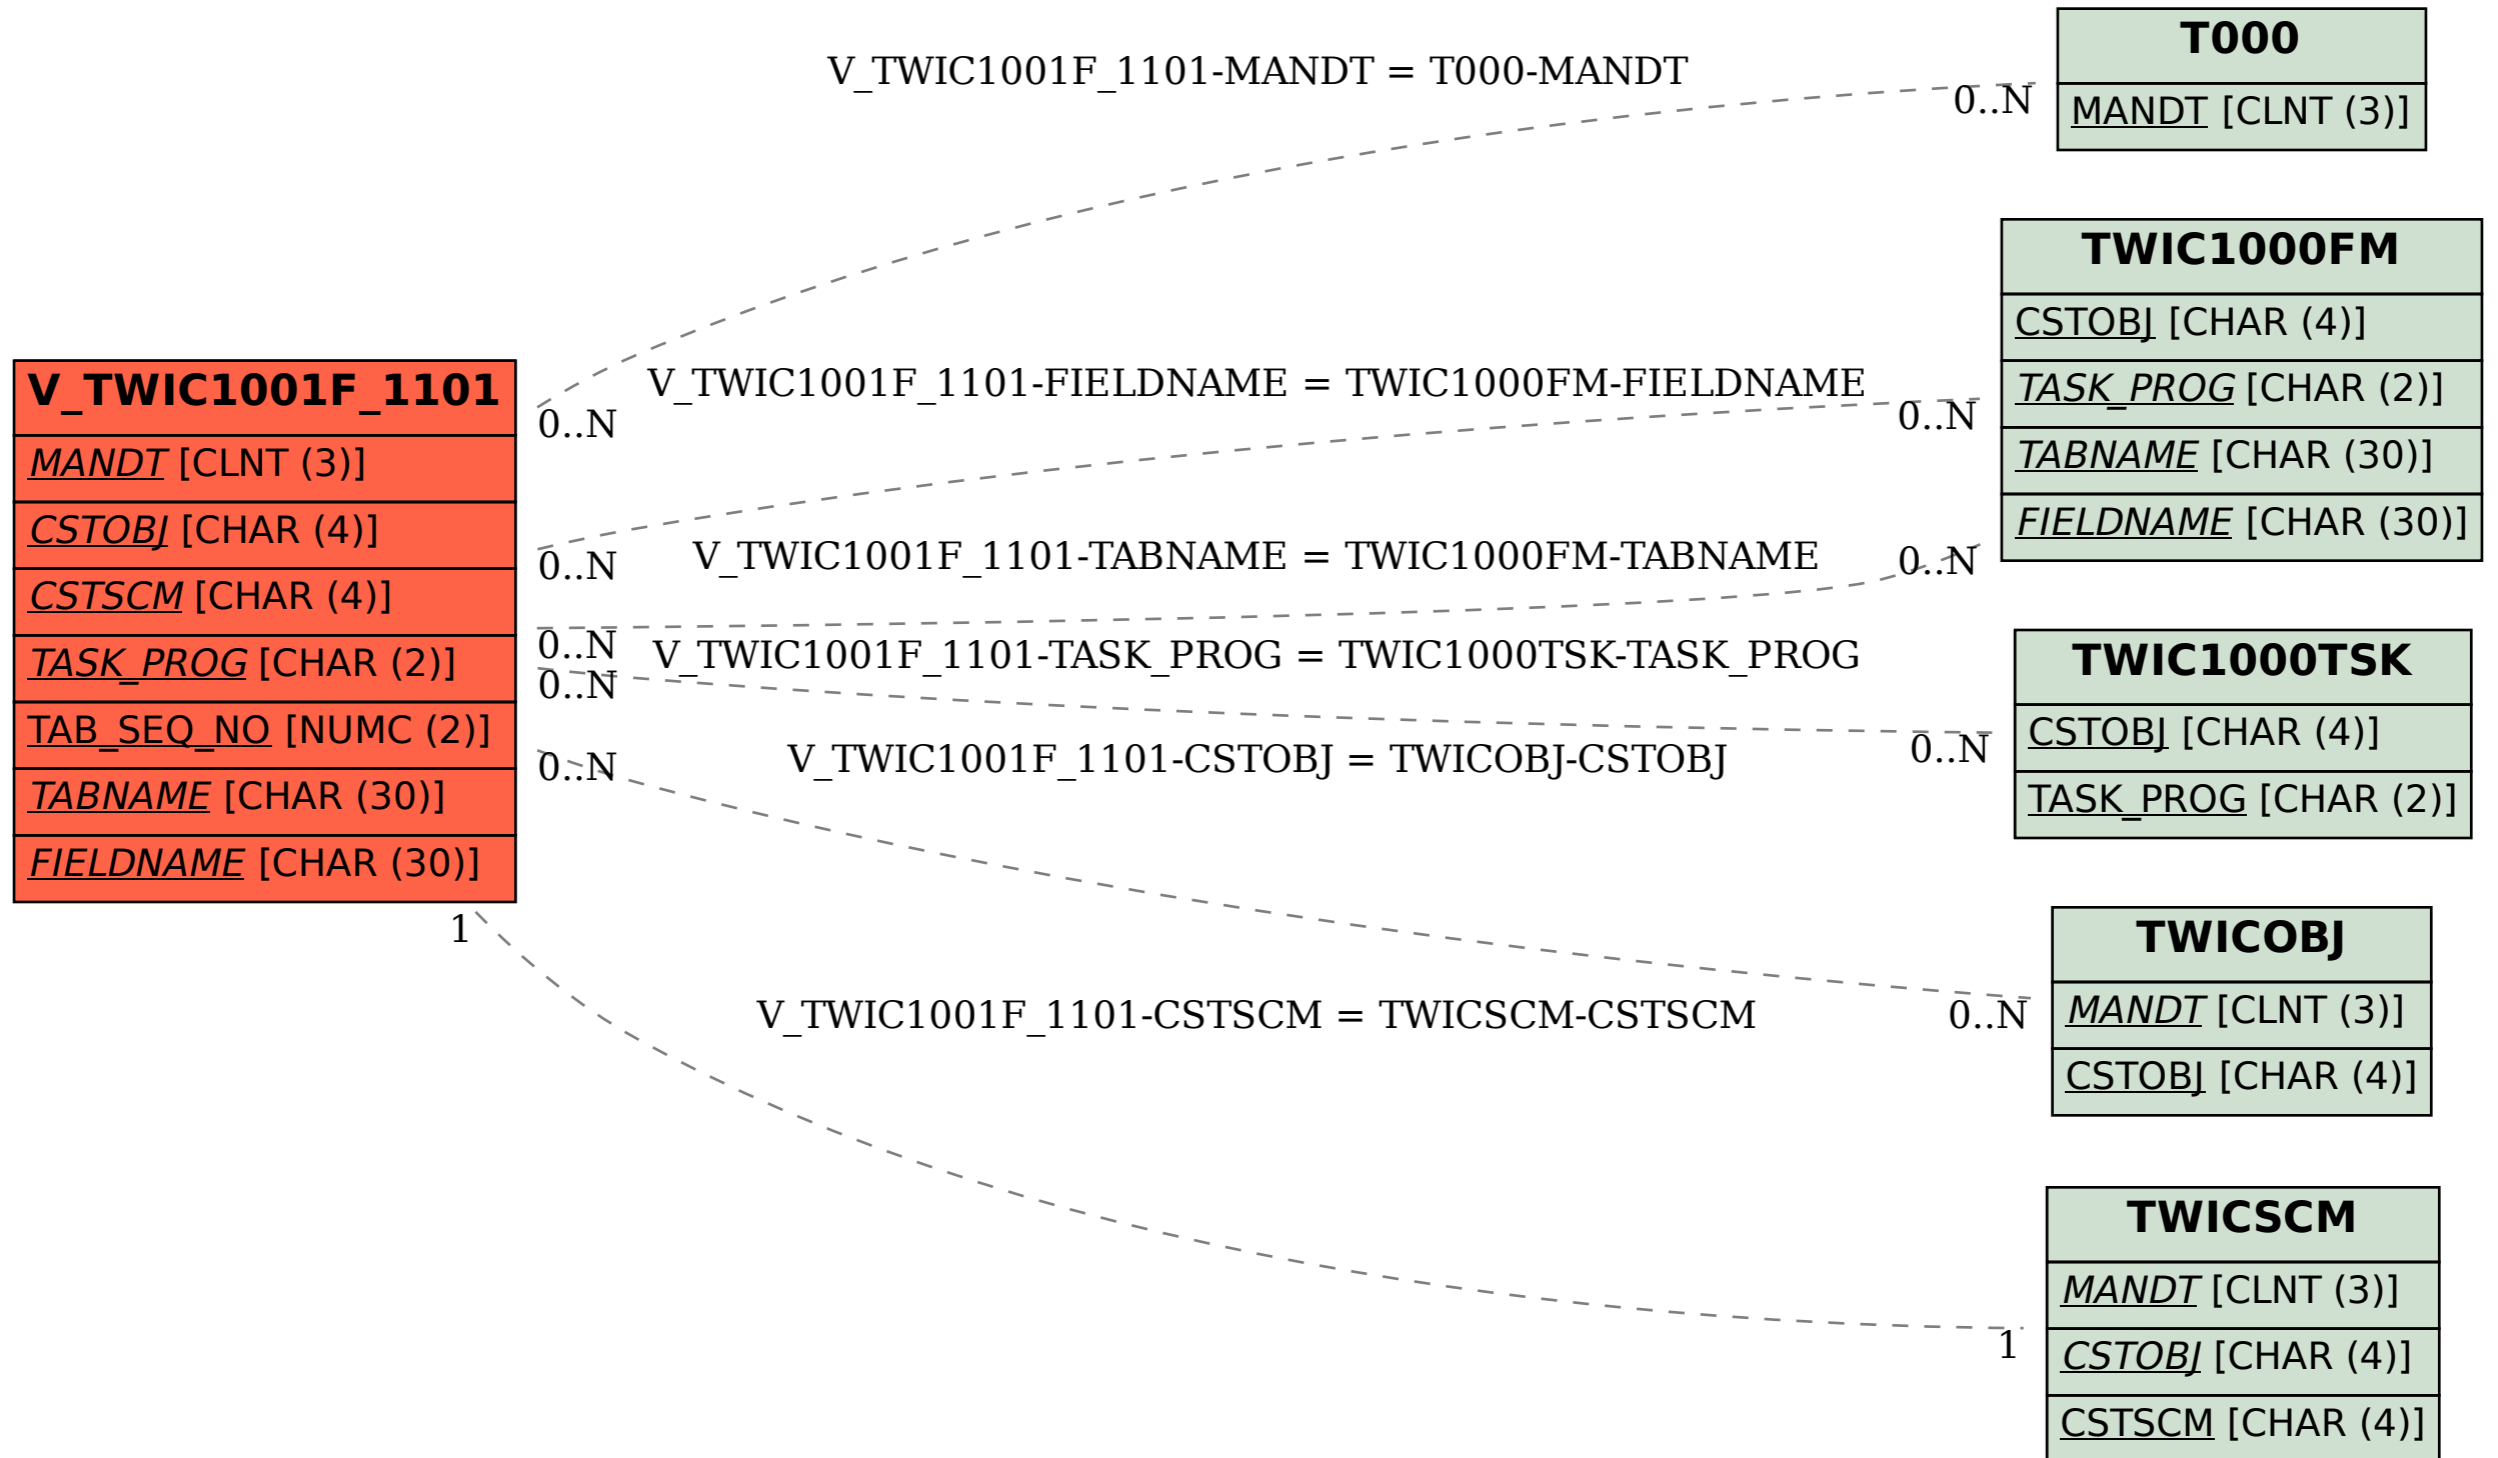 V_TWIC1001F_1101
MANDT [CLNT (3)]
CSTOBJ [CHAR (4)]
CSTSCM [CHAR (4)]
TASK_PROG [CHAR (2)]
TAB_SEQ_NO [NUMC (2)]
TABNAME [CHAR (30)]
FIELDNAME [CHAR (30)]
V_TWIC1001F_1101-MANDT = T000-MANDT
0..N
0..N
V_TWIC1001F_1101-FIELDNAME = TWIC1000FM-FIELDNAME
0..N
0..N
V_TWIC1001F_1101-TABNAME = TWIC1000FM-TABNAME
0..N
0..N
V_TWIC1001F_1101-TASK_PROG = TWIC1000TSK-TASK_PROG
0..N
0..N
V_TWIC1001F_1101-CSTOBJ = TWICOBJ-CSTOBJ
0..N
0..N
V_TWIC1001F_1101-CSTSCM = TWICSCM-CSTSCM
1
1
T000
MANDT [CLNT (3)]
TWIC1000FM
CSTOBJ [CHAR (4)]
TASK_PROG [CHAR (2)]
TABNAME [CHAR (30)]
FIELDNAME [CHAR (30)]
TWIC1000TSK
CSTOBJ [CHAR (4)]
TASK_PROG [CHAR (2)]
TWICOBJ
MANDT [CLNT (3)]
CSTOBJ [CHAR (4)]
TWICSCM
MANDT [CLNT (3)]
CSTOBJ [CHAR (4)]
CSTSCM [CHAR (4)]